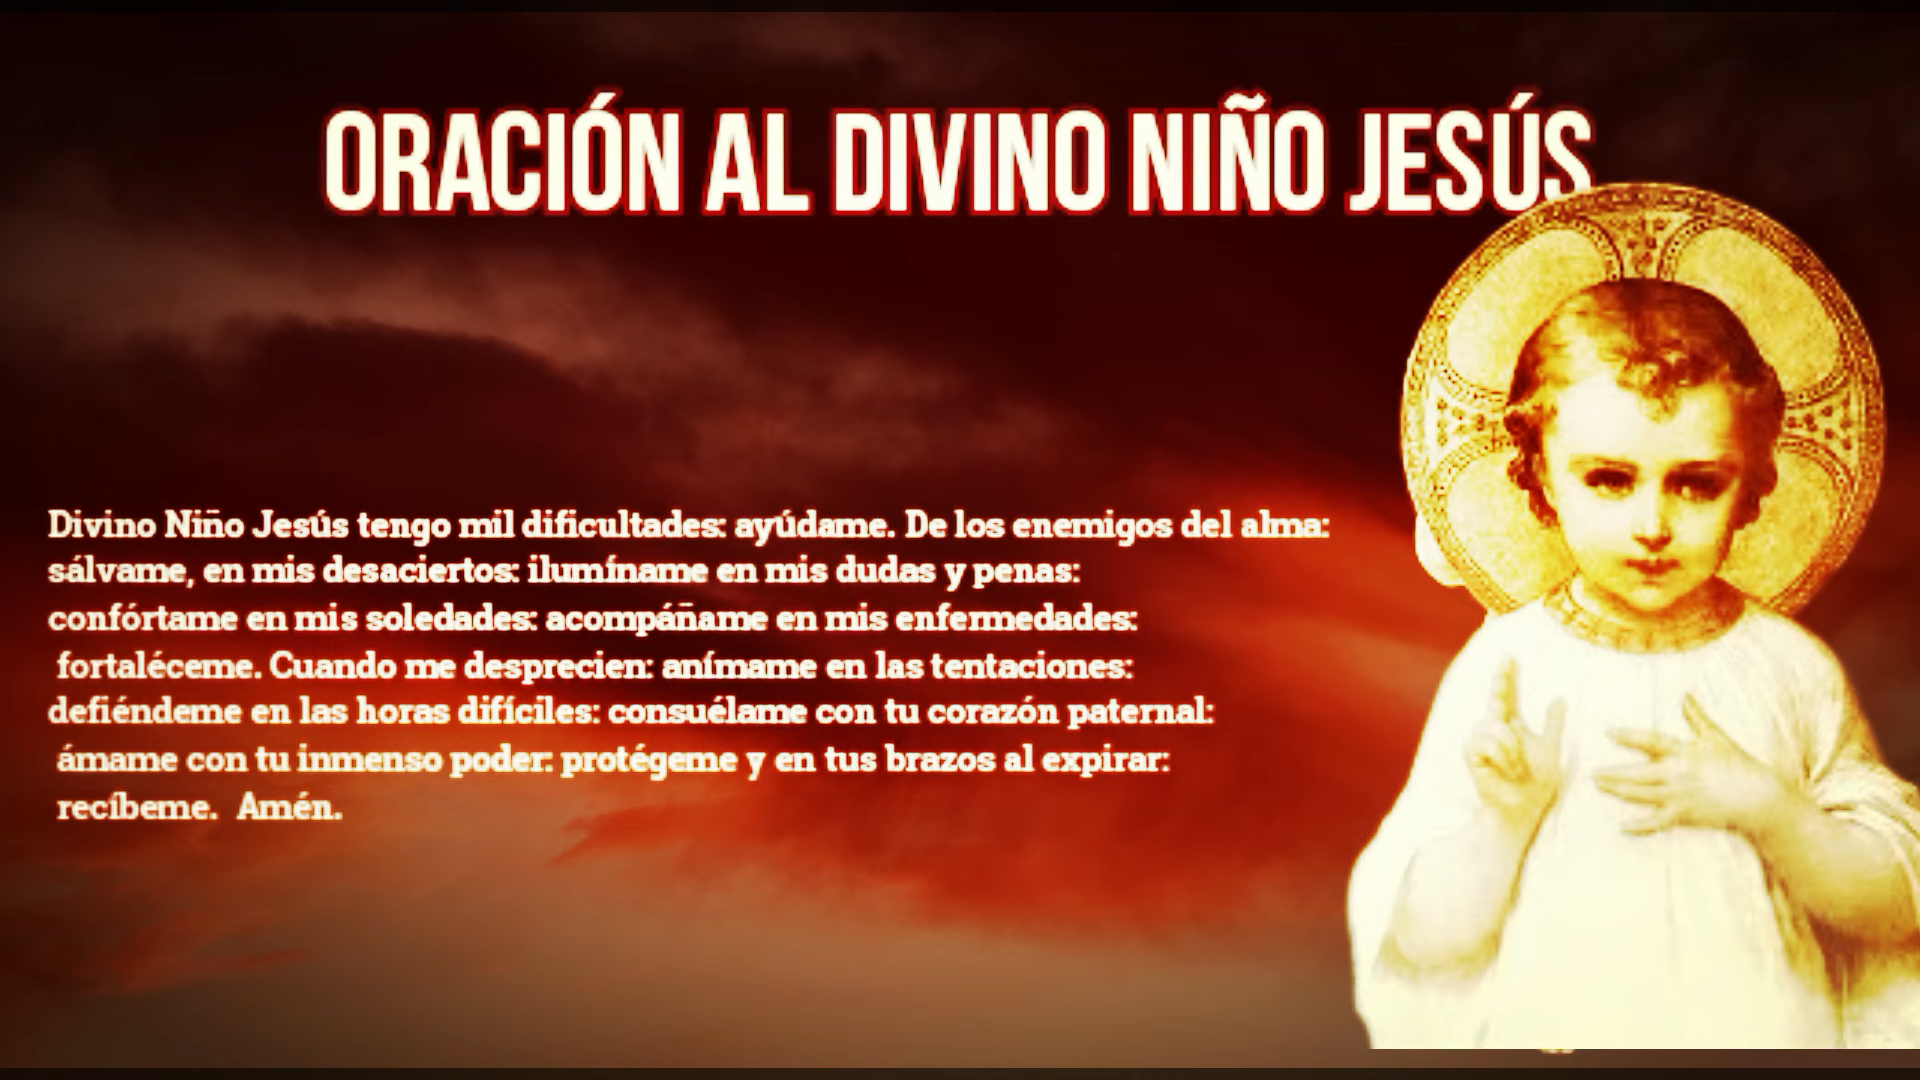 ORACIÓN AL DIVINO NIÑO JESÚS
Divino Niño Jesús tengo mil dificultades: ayúdame. De los enemigos del alma:
sálvame, en mis desaciertos: ilumíname en mis dudas y penas:
confórtame en mis soledades: acompáñame en mis enfermedades:
fortaléceme. Cuando me desprecien: anímame en las tentaciones:
defiéndeme en las horas difíciles: consuélame con tu corazón paternal:
ámame con tu inmenso poder: protégeme y en tus brazos al expirar:
recíbeme. Amén.